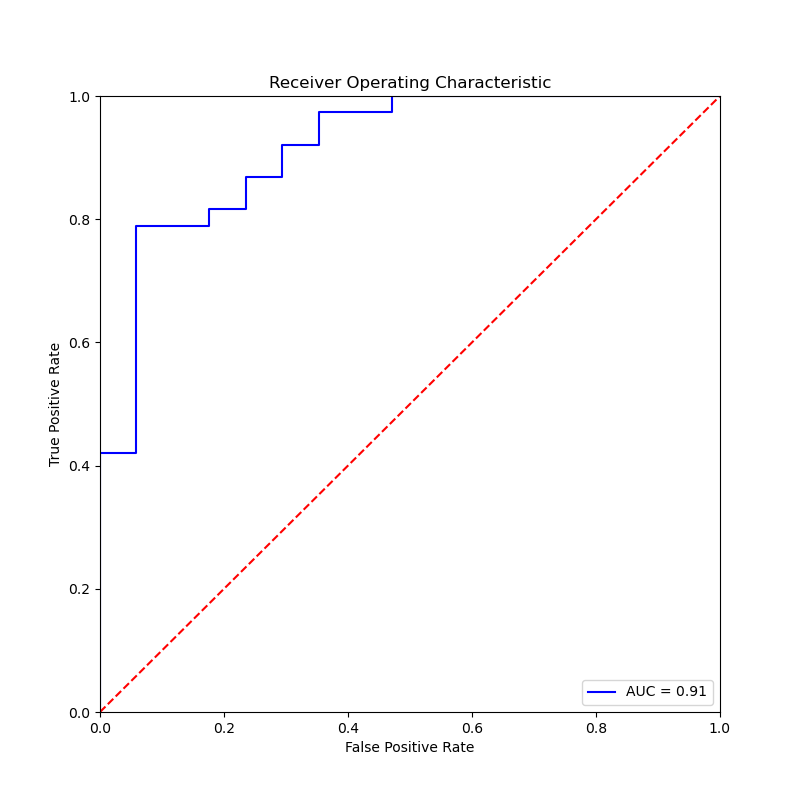 Receiver Operating Characteristic
1.0
0.8
0.6
0.4
0.2
0.0
True Positive Rate
AUC = 0.91
0.0 0.2 0.4 0.6 0.8 1.0
False Positive Rate